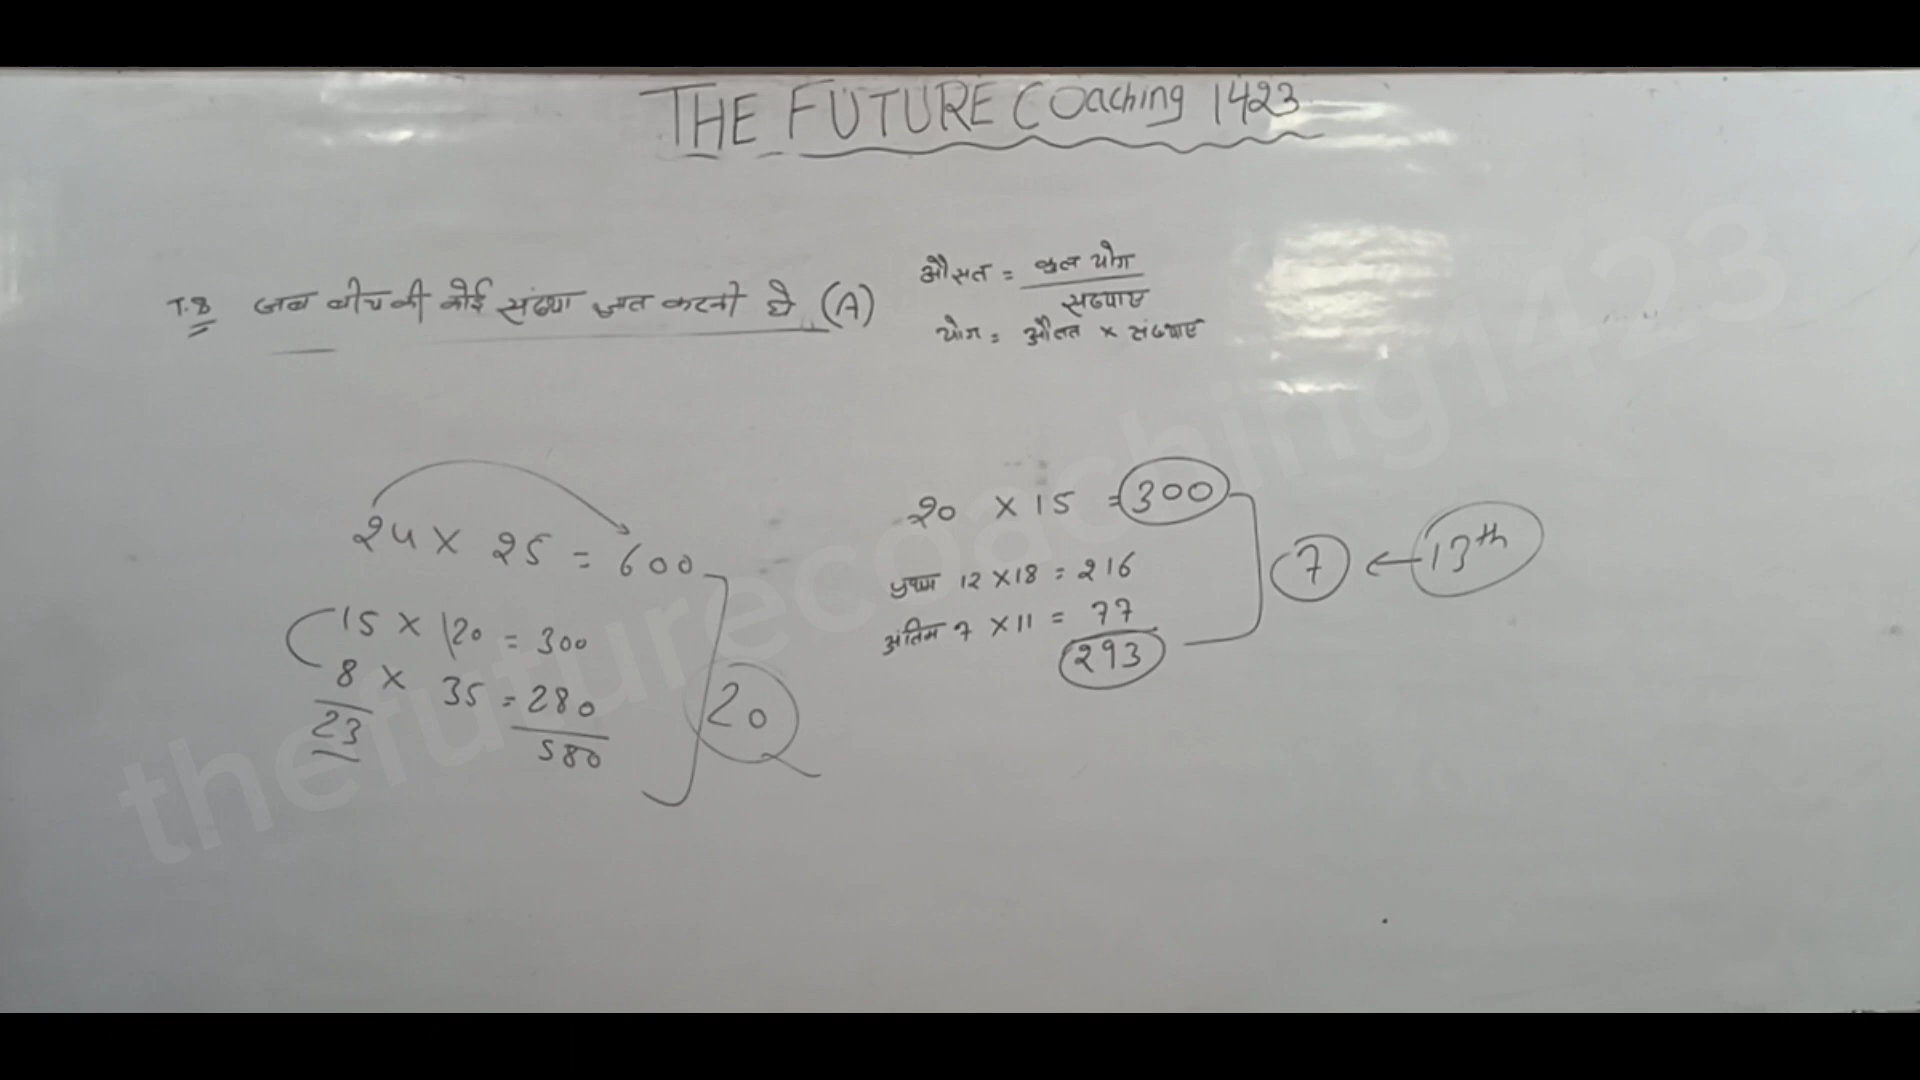 THE FUTURE Coaching 1423
T.8 जब बीच की कोई संख्या ज्ञात करनी हो (A)
औसत = कुल योग / संख्याए
योग = औसत × संख्याएं
24 × 25 = 600
15 × 20 = 300
8 × 35 = 280
23
580
20
20 × 15 = 300
प्रथम 12 × 18 = 216
अंतिम 7 × 11 = 77
293
7 ← 13th
thefuturecoaching1423